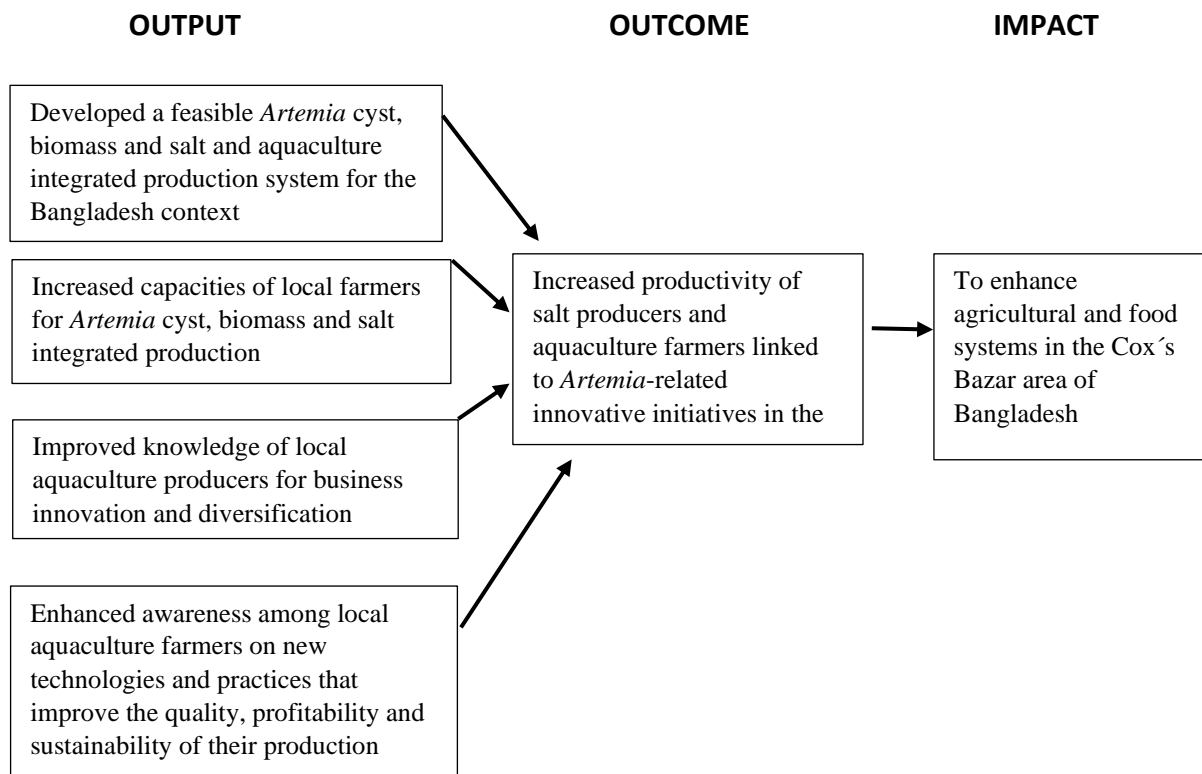 OUTPUT
OUTCOME
IMPACT
Developed a feasible Artemia cyst,
biomass and salt and aquaculture
integrated production system for the
Bangladesh context
Increased capacities of local farmers
for Artemia cyst, biomass and salt
integrated production
Improved knowledge of local
aquaculture producers for business
innovation and diversification
Enhanced awareness among local
aquaculture farmers on new
technologies and practices that
improve the quality, profitability and
sustainability of their production
Increased productivity of
salt producers and
aquaculture farmers linked
to Artemia-related
innovative initiatives in the
To enhance
agricultural and food
systems in the Cox´s
Bazar area of
Bangladesh